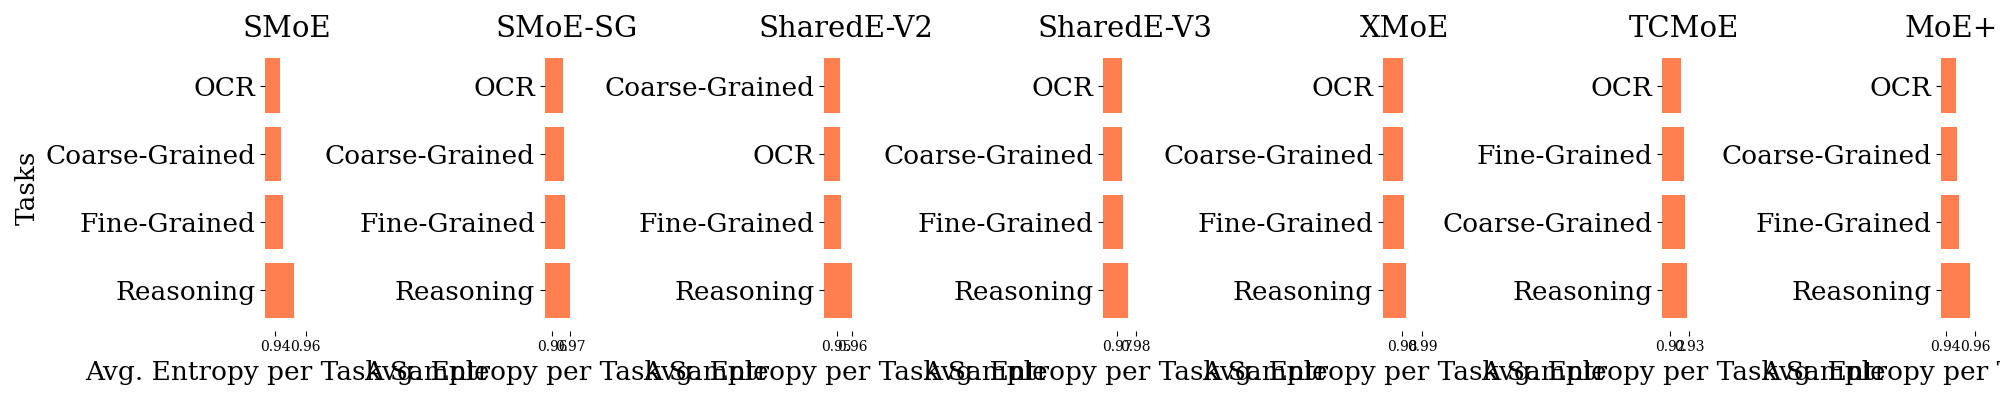 SMoE SMoE-SG SharedE-V2 SharedE-V3 XMoE TCMoE MoE+
OCR OCR Coarse-Grained OCR OCR OCR OCR
Coarse-Grained Coarse-Grained OCR Coarse-Grained Coarse-Grained Fine-Grained Coarse-Grained
Fine-Grained Fine-Grained Fine-Grained Fine-Grained Fine-Grained Coarse-Grained Fine-Grained
Reasoning Reasoning Reasoning Reasoning Reasoning Reasoning Reasoning
Tasks
0.94 0.96 0.96 0.97 0.95 0.96 0.97 0.98 0.98 0.99 0.92 0.93 0.94 0.96
Avg. Entropy per Task Sample Avg. Entropy per Task Sample Avg. Entropy per Task Sample Avg. Entropy per Task Sample Avg. Entropy per Task Sample Avg. Entropy per Task Sample Avg. Entropy per